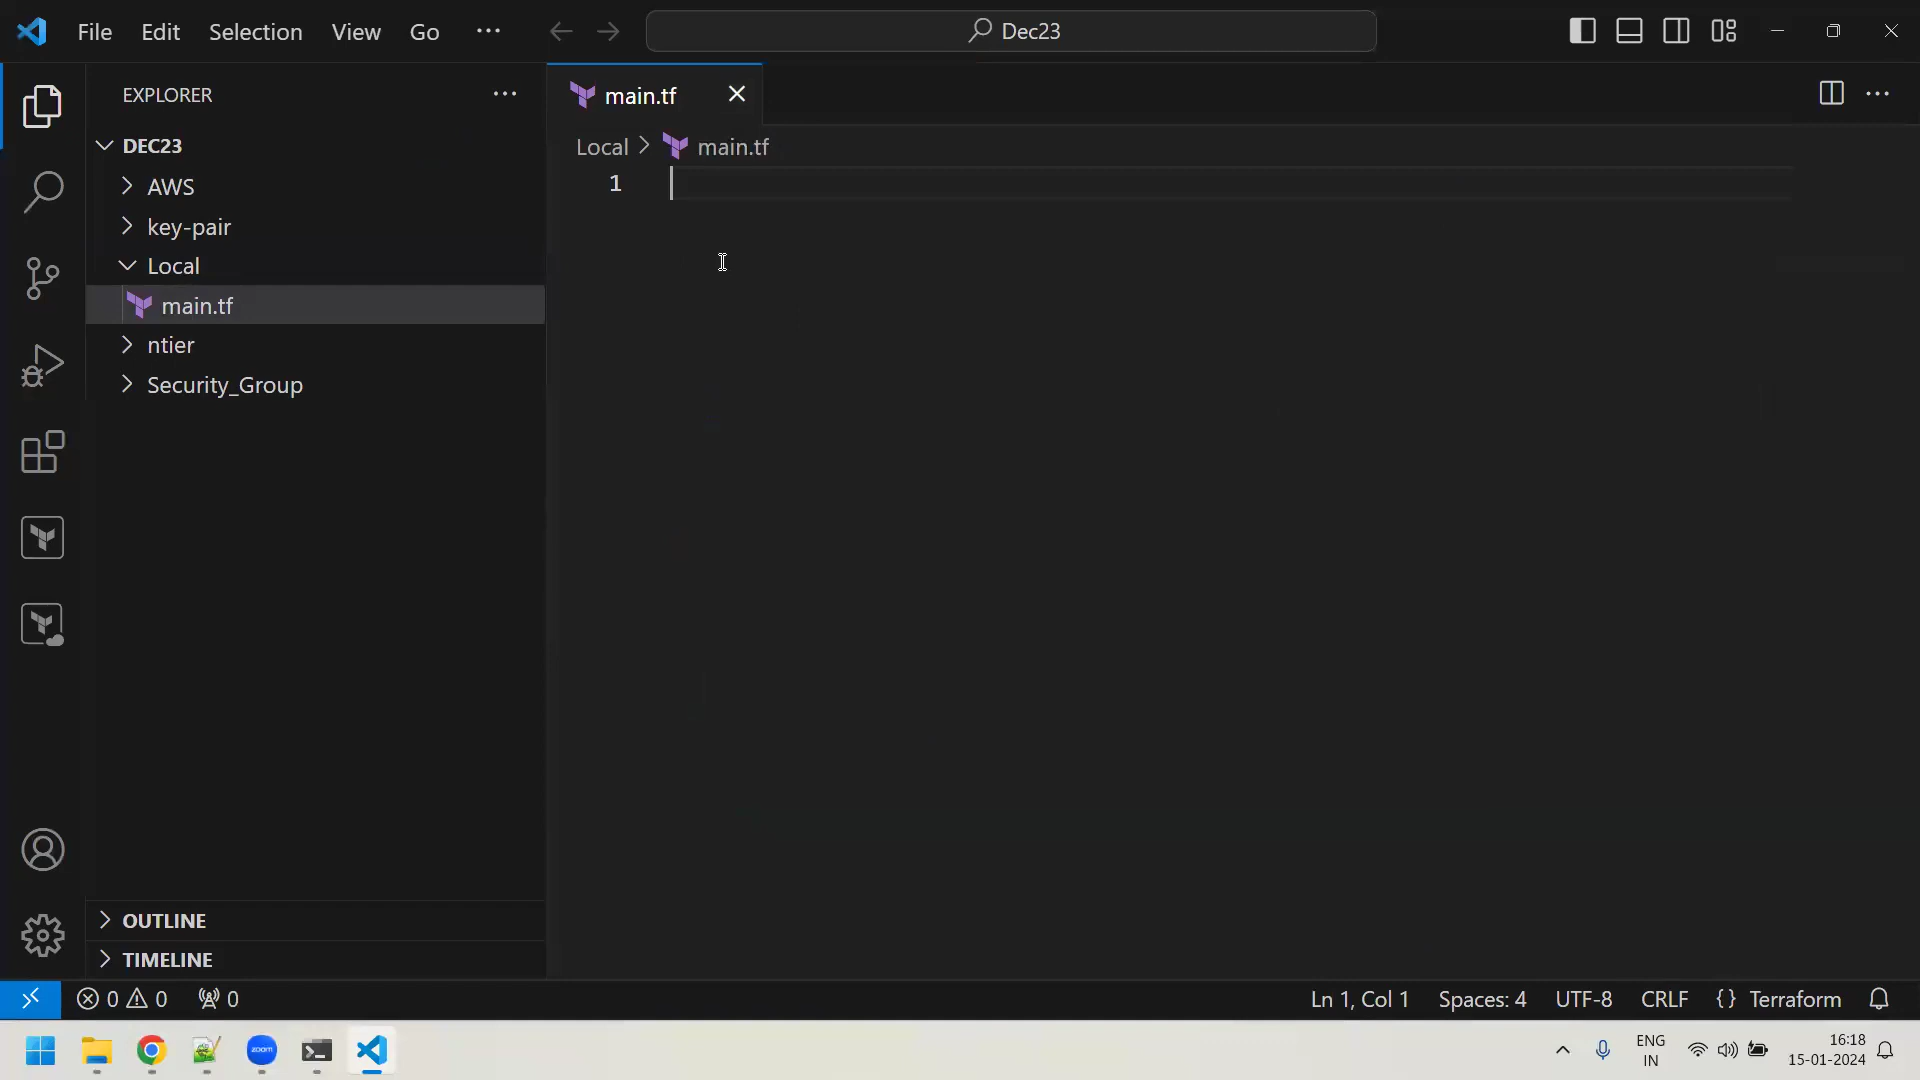 File Edit Selection View Go ··· Dec23
EXPLORER ···
DEC23
AWS
key-pair
Local
main.tf
ntier
Security_Group
OUTLINE
TIMELINE
main.tf
Local > main.tf
1
0 0 0
Ln 1, Col 1 Spaces: 4 UTF-8 CRLF {} Terraform
zoom
ENG
IN
16:18
15-01-2024